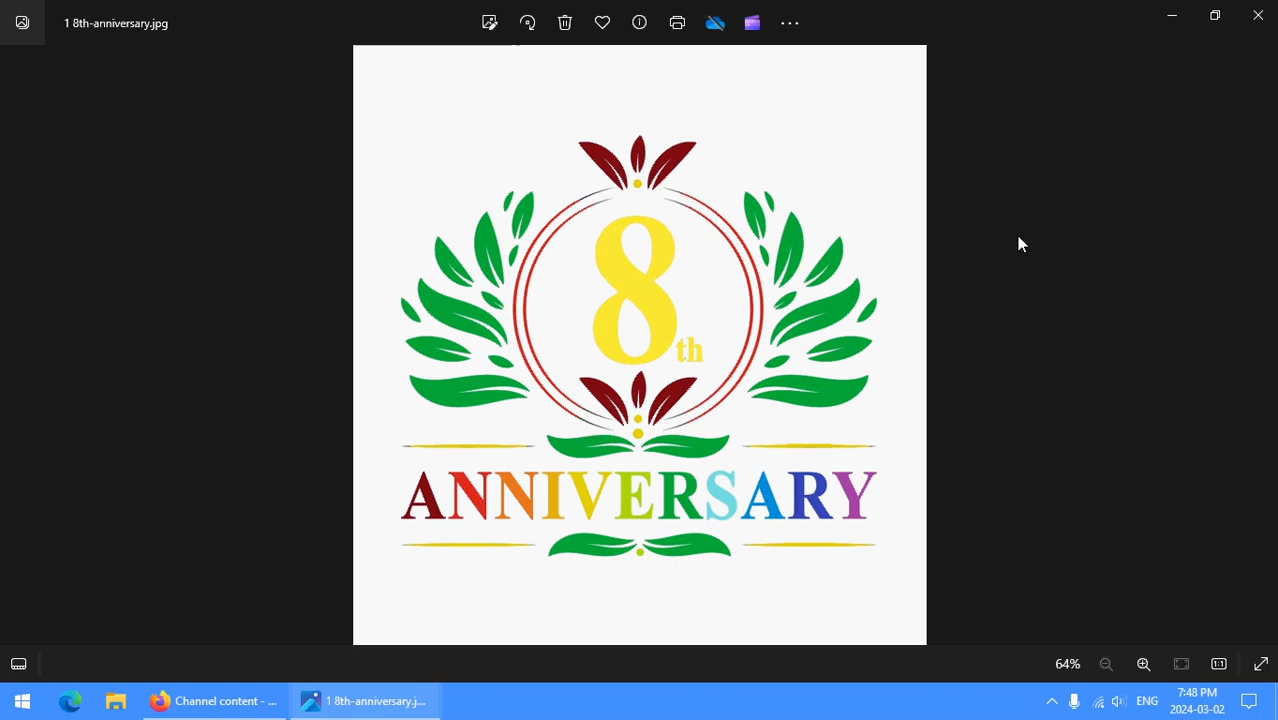 1 8th-anniversary.jpg
8th
ANNIVERSARY
64%
Channel content - ...
1 8th-anniversary.j...
ENG
7:48 PM
2024-03-02